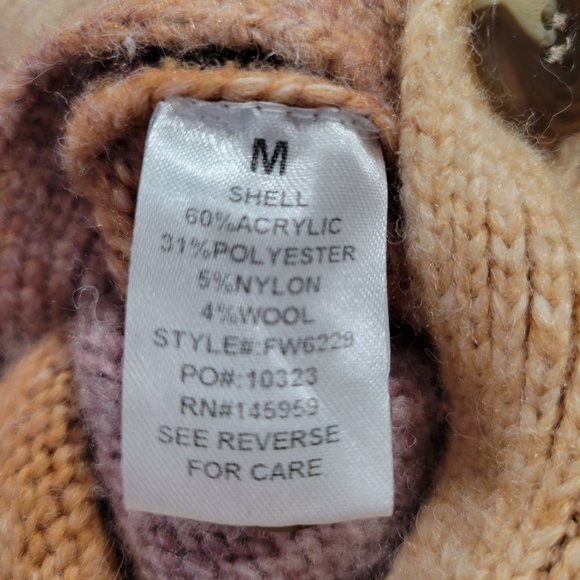 M
SHELL
60%ACRYLIC
31%POLYESTER
5%NYLON
4%WOOL
STYLE#:FW6229
PO#:10323
RN#145959
SEE REVERSE
FOR CARE